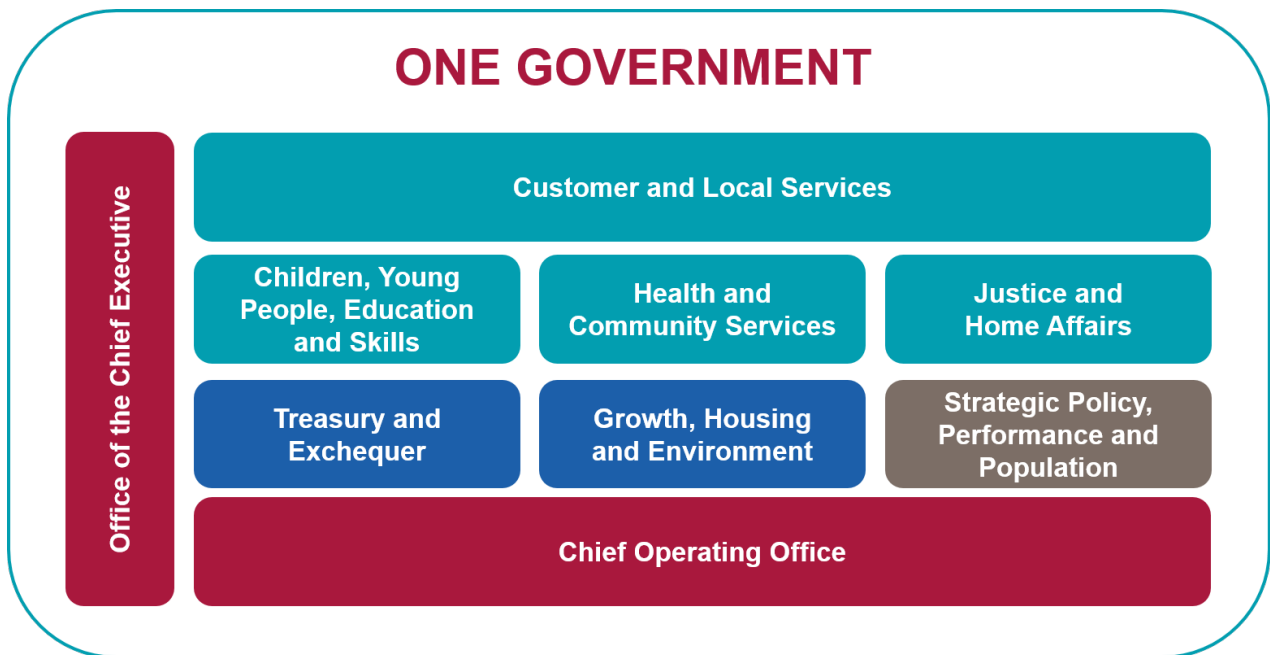 ONE GOVERNMENT
Office of the Chief Executive
Customer and Local Services
Children, Young
People, Education
and Skills
Health and
Community Services
Justice and
Home Affairs
Treasury and
Exchequer
Growth, Housing
and Environment
Strategic Policy,
Performance and
Population
Chief Operating Office